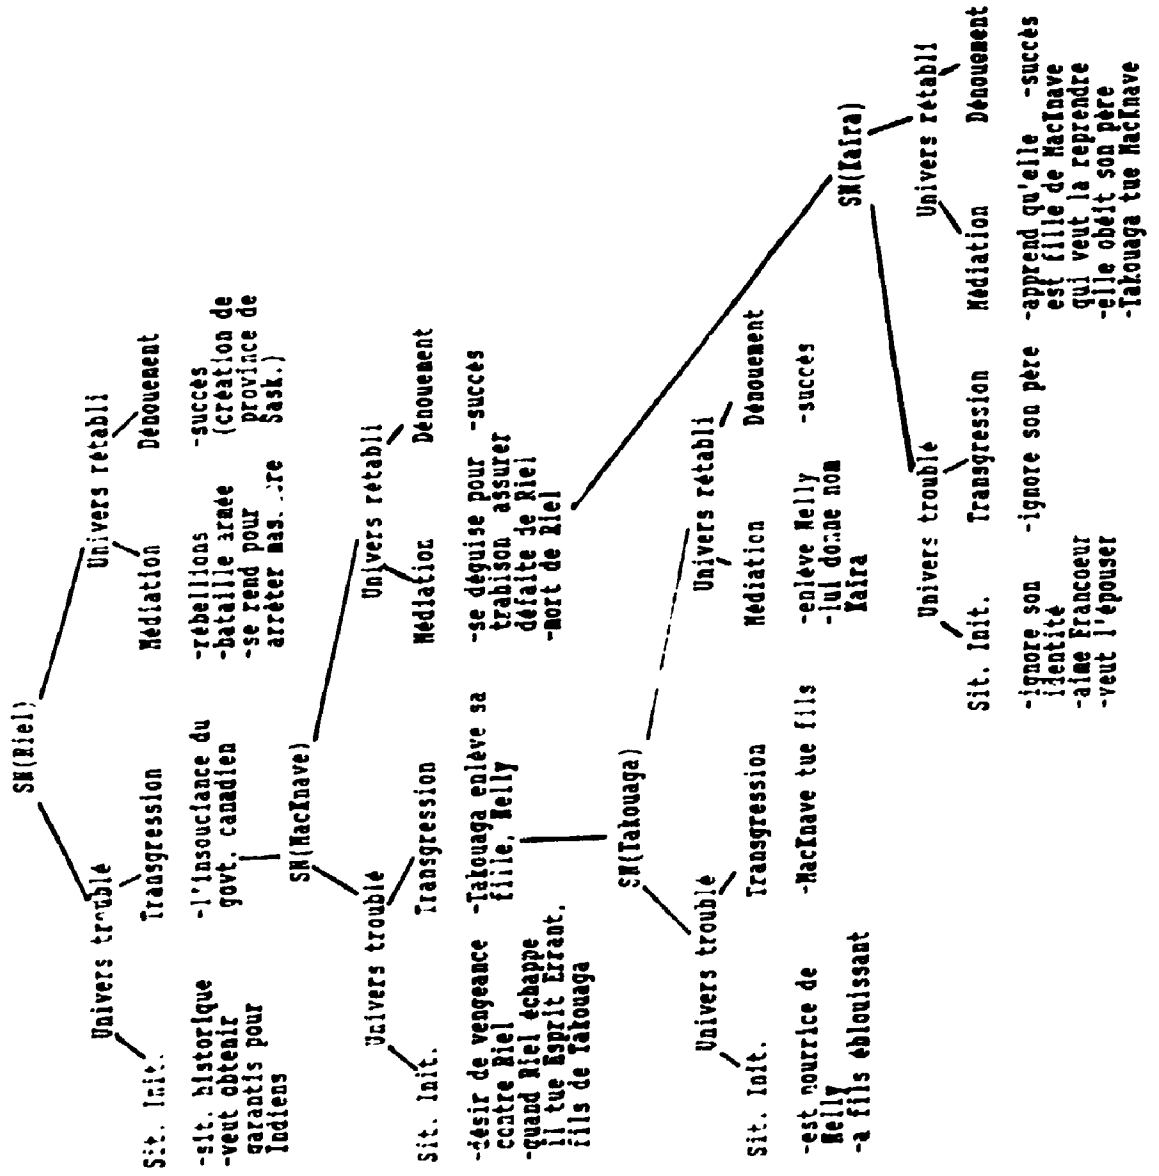 SN(Riel)
Univers troublé
Univers rétabli
Sit. Init.
Transgression
Médiation
Dénouement
-sit. historique
-veut obtenir
garantis pour
Indiens
-l'insouciance du
govt. canadien
-rébellions
-bataille armée
-se rend pour
arrêter
-succès
(création de
province de
Sask.)
SN(MacKnave)
Univers troublé
Univers rétabli
Sit. Init.
Transgression
Médiation
Dénouement
-désir de vengeance
contre Riel
-quand Riel échappe
il tue Esprit Errant,
fils de Takouaga
-Takouaga enlève sa
fille, Nelly
-se déguise pour
trahison assurer
défaite de Riel
-mort de Riel
-succès
SN(Takouaga)
Univers troublé
Univers rétabli
Sit. Init.
Transgression
Médiation
Dénouement
-est nourrice de
Nelly
-a fils éblouissant
-MacKnave tue fils
-enlève Nelly
-lui donne nom
Kaira
-succès
SN(Kaira)
Univers troublé
Univers rétabli
Sit. Init.
Transgression
Médiation
Dénouement
-ignore son
identité
-aime Francoeur
-veut l'épouser
-ignore son père
-apprend qu'elle
est fille de MacKnave
qui veut la reprendre
-elle obéit son père
-Takouaga tue MacKnave
-succès